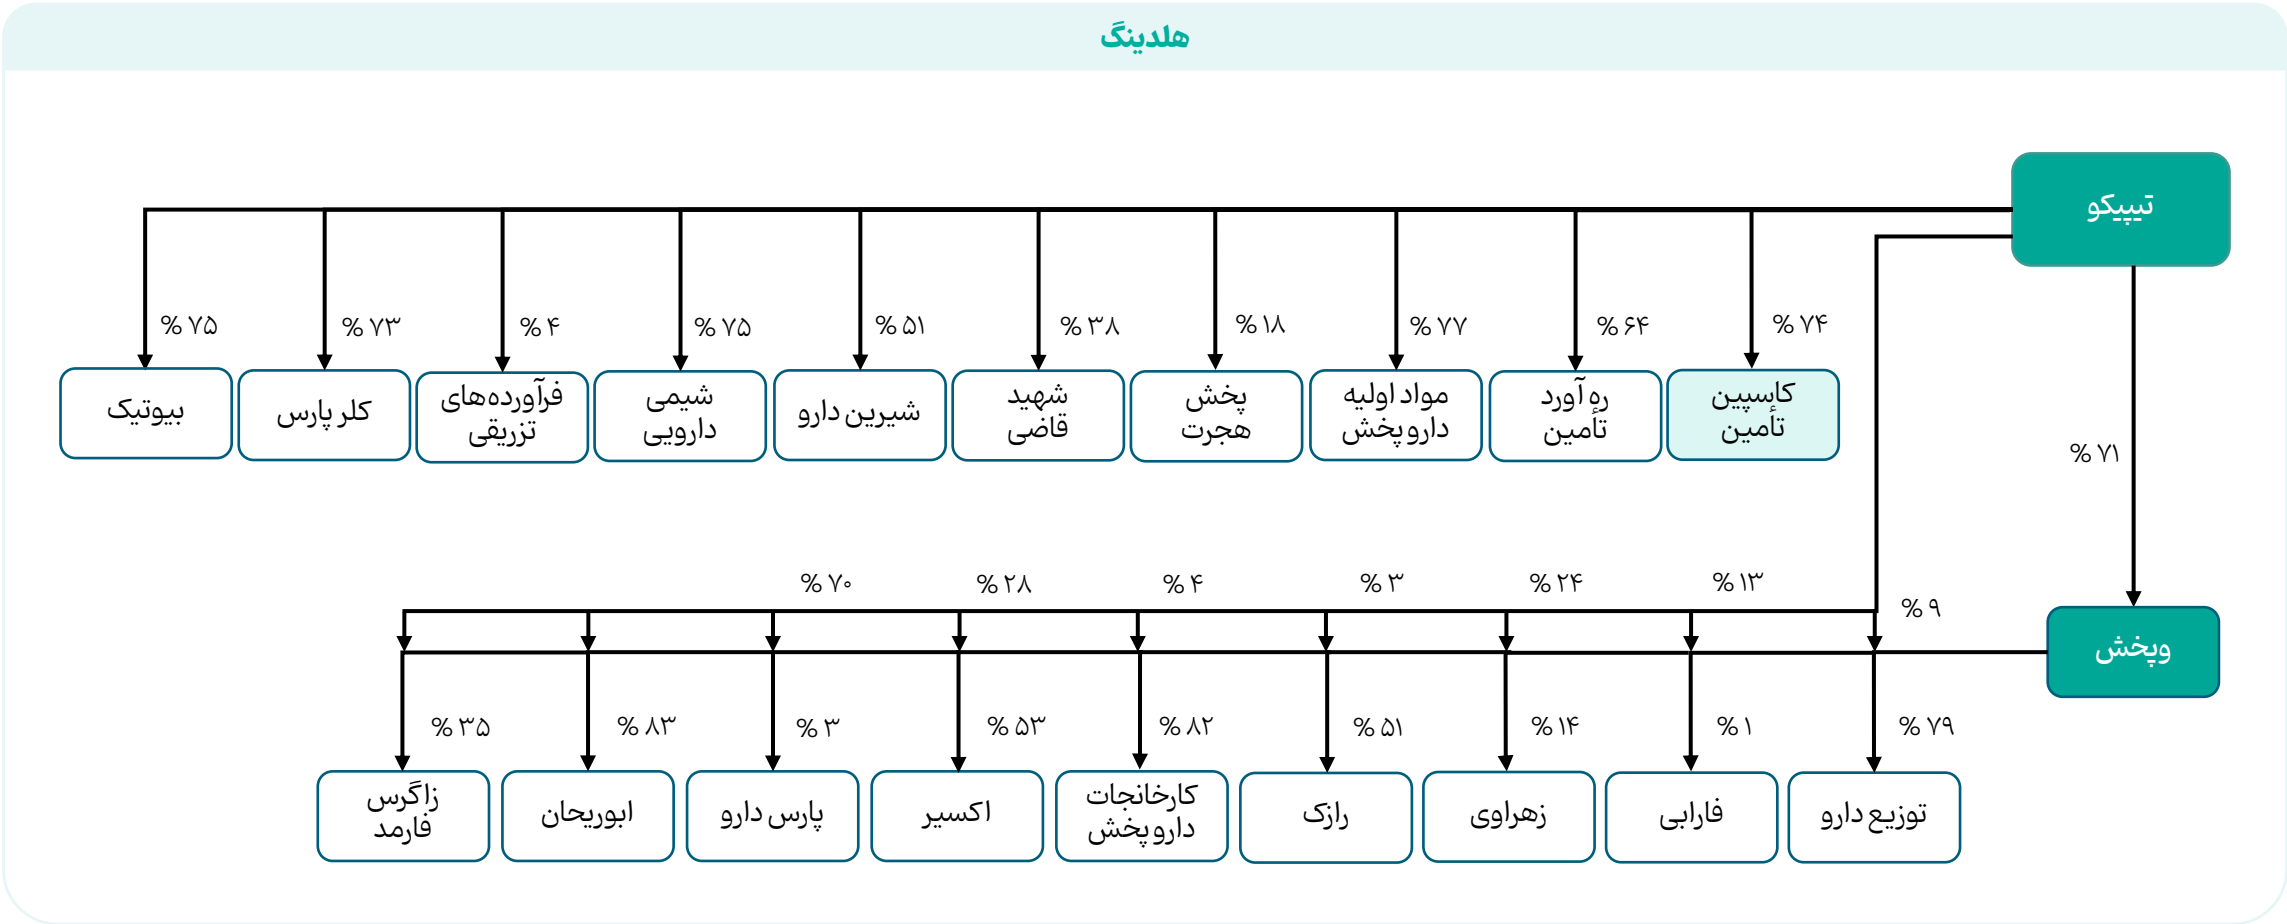 هلدینگ
تیپیکو
% ۷۴
% ۶۴
% ۷۷
% ۱۸
% ۳۸
% ۵۱
% ۷۵
% ۴
% ۷۳
% ۷۵
کاسپین
تأمین
ره آورد
تأمین
مواد اولیه
داروپخش
پخش
هجرت
شهید
قاضی
شیرین دارو
شیمی
دارویی
فرآورده‌های
تزریقی
کلر پارس
بیوتیک
% ۷۱
% ۹
% ۱۳
% ۲۴
% ۳
% ۴
% ۲۸
% ۷۰
وپخش
% ۷۹
% ۱
% ۱۴
% ۵۱
% ۸۲
% ۵۳
% ۳
% ۸۳
% ۳۵
توزیع دارو
فارابی
زهراوی
رازک
کارخانجات
داروپخش
اکسیر
پارس دارو
ابوریحان
زاگرس
فارمد